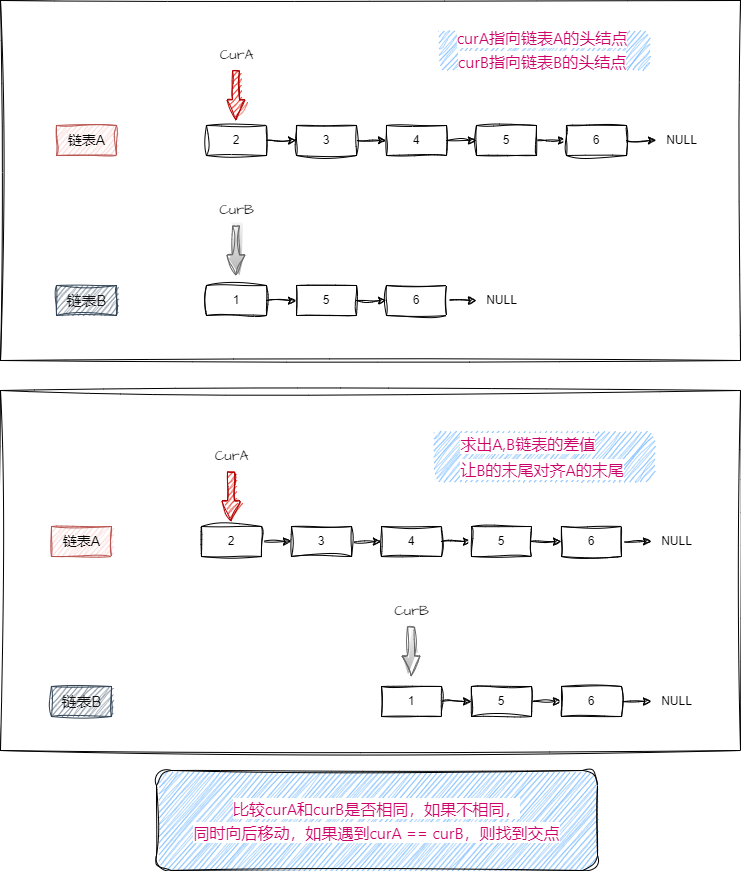 curA指向链表A的头结点
curB指向链表B的头结点
CurA
链表A
2 3 4 5 6 NULL
CurB
链表B
1 5 6 NULL
求出A,B链表的差值
让B的末尾对齐A的末尾
CurA
链表A
2 3 4 5 6 NULL
CurB
链表B
1 5 6 NULL
比较curA和curB是否相同，如果不相同，
同时向后移动，如果遇到curA == curB，则找到交点